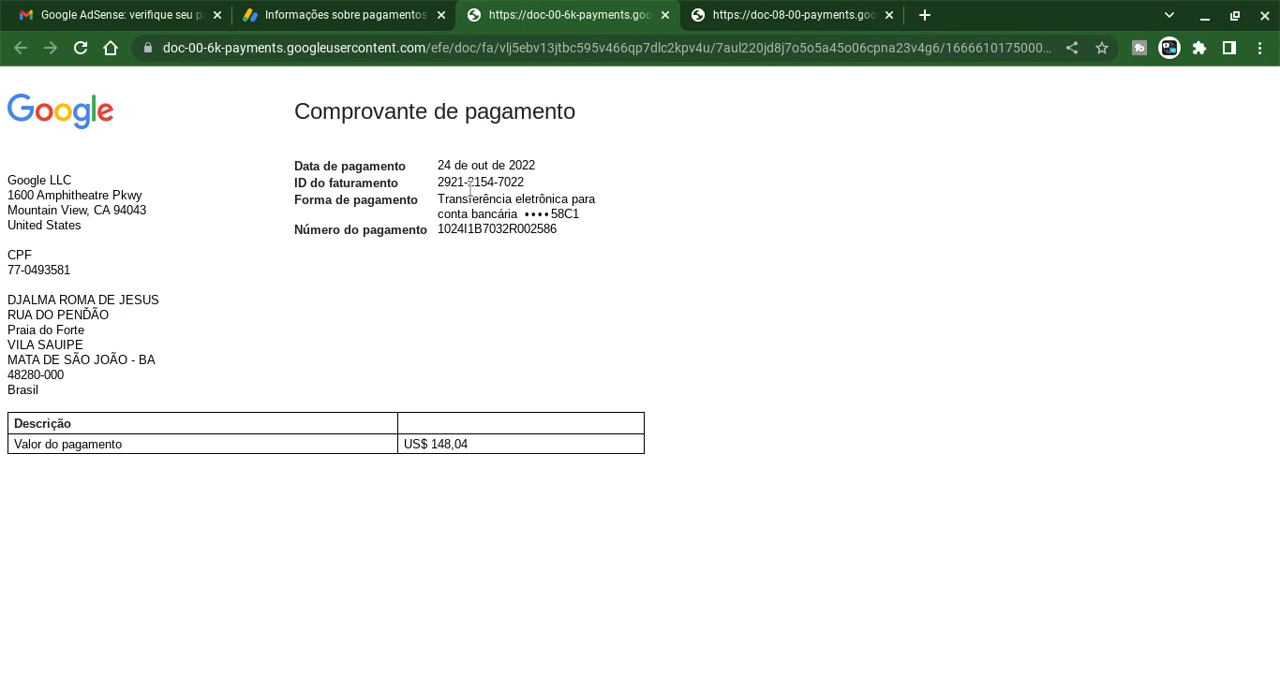 Google AdSense: verifique seu pa
Informações sobre pagamentos
https://doc-00-6k-payments.goo
https://doc-08-00-payments.goo
doc-00-6k-payments.googleusercontent.com/efe/doc/fa/vlj5ebv13jtbc595v466qp7dlc2kpv4u/7aul220jd8j7o5o5a45o06cpna23v4g6/1666610175000...
Google
Comprovante de pagamento
Data de pagamento 24 de out de 2022
ID do faturamento 2921-2154-7022
Forma de pagamento Transferência eletrônica para
conta bancária ••••58C1
Número do pagamento 1024I1B7032R002586
Google LLC
1600 Amphitheatre Pkwy
Mountain View, CA 94043
United States
CPF
77-0493581
DJALMA ROMA DE JESUS
RUA DO PENĎÃO
Praia do Forte
VILA SAUIPE
MATA DE SÃO JOÃO - BA
48280-000
Brasil
Descrição
Valor do pagamento US$ 148,04